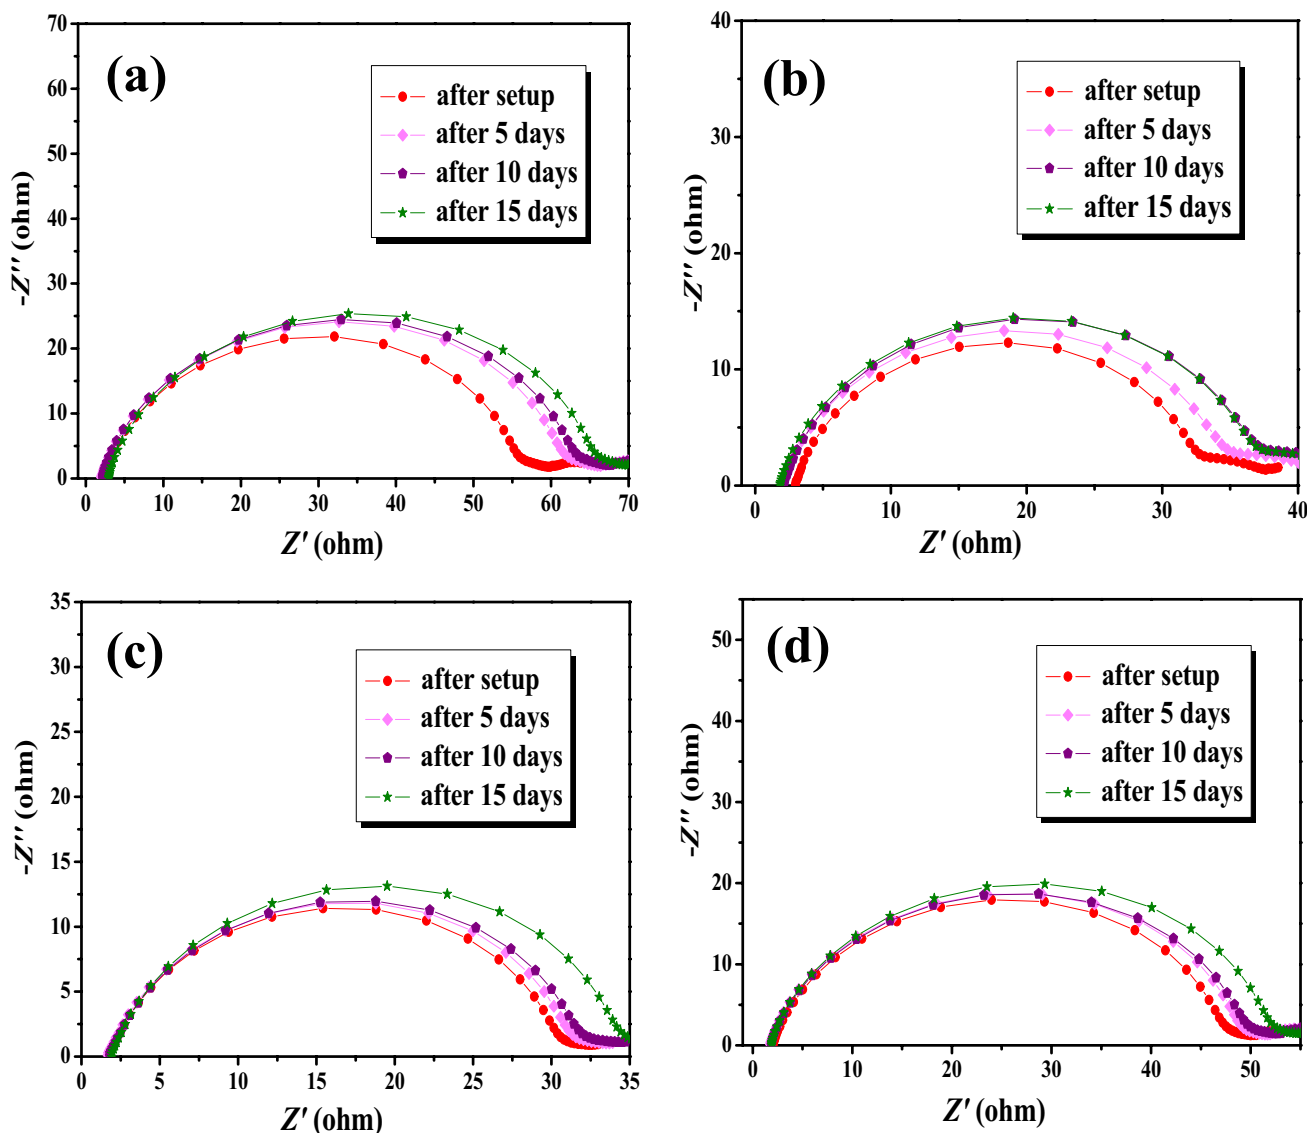 (a)
after setup
after 5 days
after 10 days
after 15 days
70
60
50
40
30
20
10
0
-Z'' (ohm)
0 10 20 30 40 50 60 70
Z' (ohm)
(b)
after setup
after 5 days
after 10 days
after 15 days
40
30
20
10
0
-Z'' (ohm)
0 10 20 30 40
Z' (ohm)
(c)
after setup
after 5 days
after 10 days
after 15 days
35
30
25
20
15
10
5
0
-Z'' (ohm)
0 5 10 15 20 25 30 35
Z' (ohm)
(d)
after setup
after 5 days
after 10 days
after 15 days
50
40
30
20
10
0
-Z'' (ohm)
0 10 20 30 40 50
Z' (ohm)